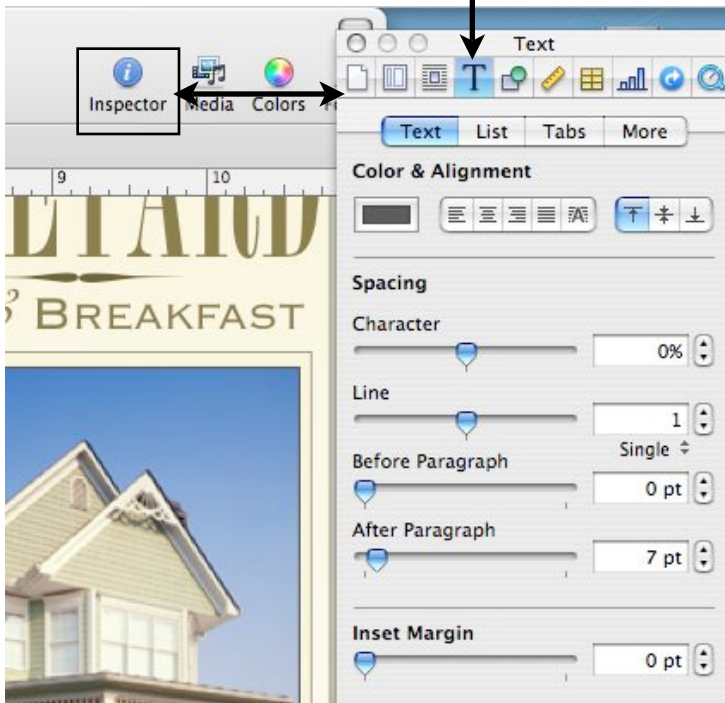 Text
Inspector Media Colors
T
Text List Tabs More
Color & Alignment
9 10
A
Spacing
& BREAKFAST
Character
0%
Line
1
Single
Before Paragraph
0 pt
After Paragraph
7 pt
Inset Margin
0 pt